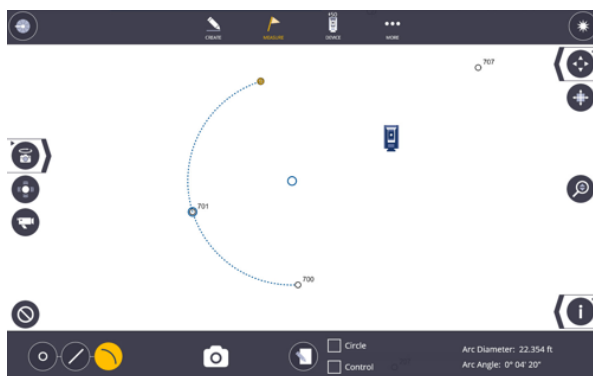 +50
CREATE
MEASURE
DEVICE
MORE
707
701
700
Circle
Control
Arc Diameter: 22.354 ft
Arc Angle: 0° 04' 20"